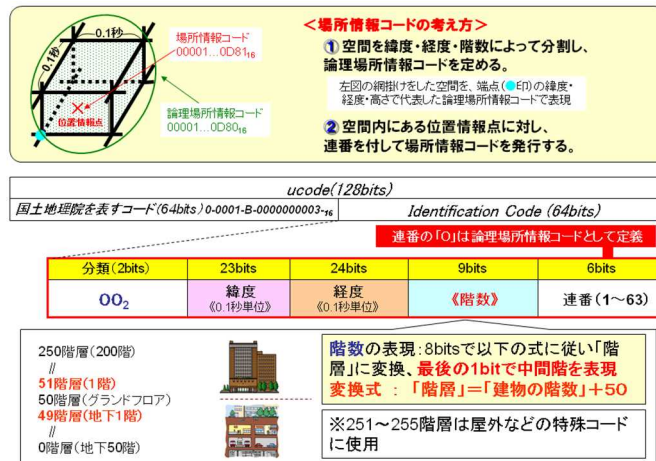 0.1秒
0.1秒
場所情報コード
00001…0D81₁₆
位置情報点
論理場所情報コード
00001…0D80₁₆
＜場所情報コードの考え方＞
① 空間を緯度・経度・階数によって分割し、
論理場所情報コードを定める。
左図の網掛けをした空間を、端点(●印)の緯度・
経度・高さで代表した論理場所情報コードで表現
② 空間内にある位置情報点に対し、
連番を付して場所情報コードを発行する。
ucode(128bits)
国土地理院を表すコード(64bits) 0-0001-B-0000000003-₁₆
Identification Code (64bits)
連番の「0」は論理場所情報コードとして定義
分類(2bits) 23bits 24bits 9bits 6bits
00₂ 緯度 経度 《階数》 連番(1～63)
《0.1秒単位》 《0.1秒単位》
250階層(200階)
〃
51階層(1階)
50階層(グランドフロア)
49階層(地下1階)
〃
0階層(地下50階)
階数の表現:8bitsで以下の式に従い「階
層」に変換、最後の1bitで中間階を表現
変換式 : 「階層」=「建物の階数」+50
※251～255階層は屋外などの特殊コード
に使用